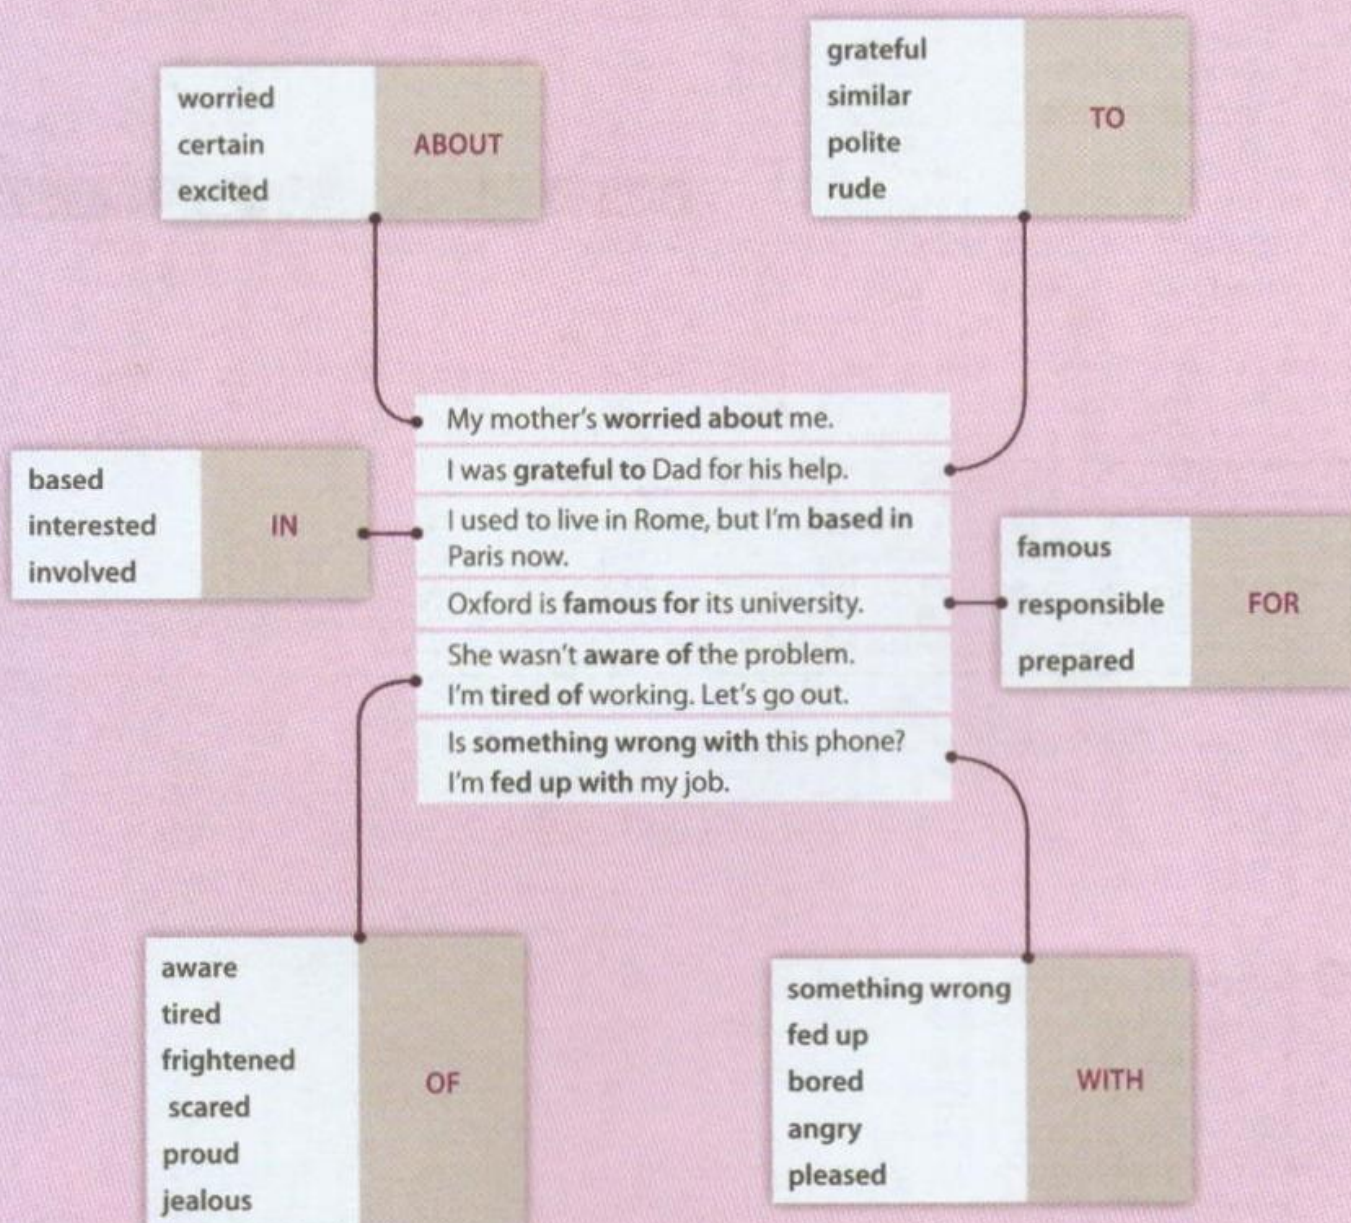 worried
certain
excited
ABOUT
grateful
similar
polite
rude
TO
My mother's worried about me.
I was grateful to Dad for his help.
I used to live in Rome, but I'm based in
Paris now.
Oxford is famous for its university.
She wasn't aware of the problem.
I'm tired of working. Let's go out.
Is something wrong with this phone?
I'm fed up with my job.
based
interested
involved
IN
famous
responsible
prepared
FOR
aware
tired
frightened
scared
proud
jealous
OF
something wrong
fed up
bored
angry
pleased
WITH